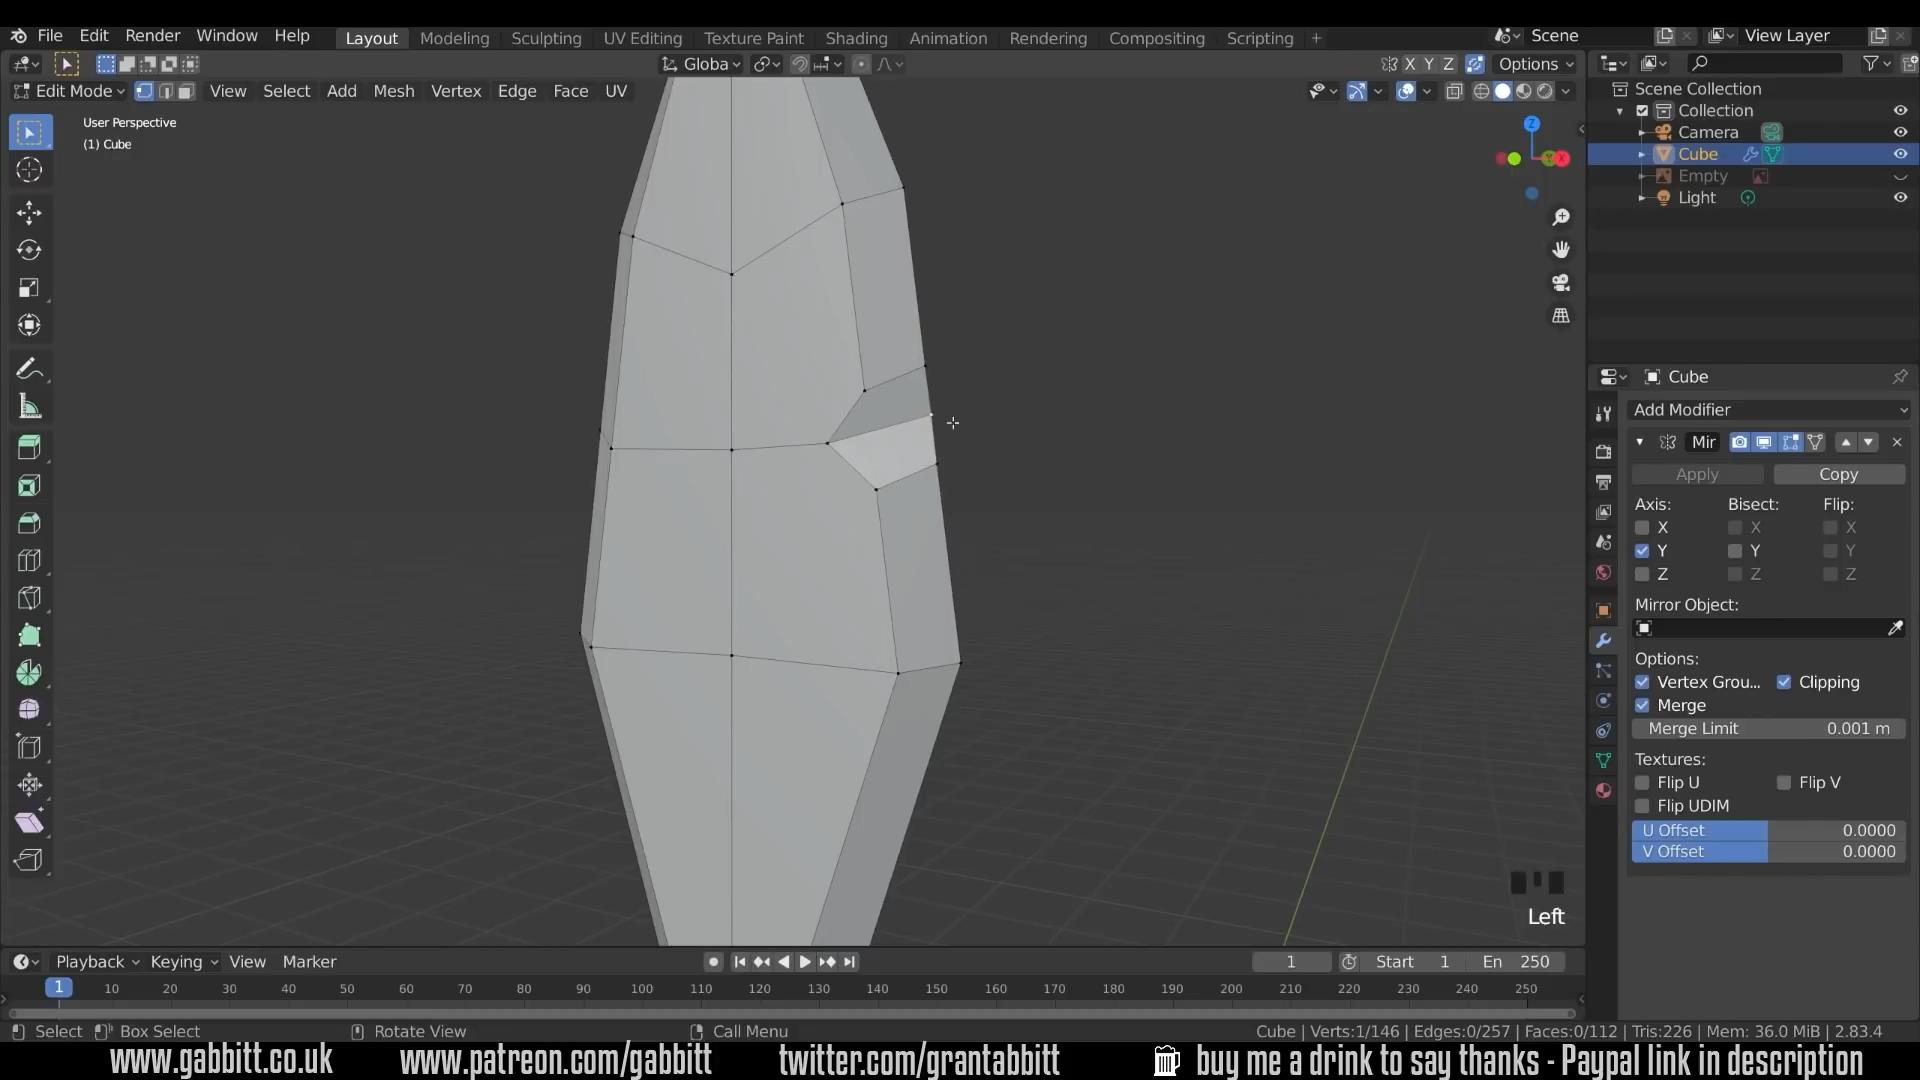 File Edit Render Window Help Layout Modeling Sculpting UV Editing Texture Paint Shading Animation Rendering Compositing Scripting + Scene View Layer
Globa X Y Z Options
Edit Mode View Select Add Mesh Vertex Edge Face UV
User Perspective
(1) Cube
Z
X
Scene Collection
Collection
Camera
Cube
Empty
Light
Cube
Add Modifier
Mir
Apply Copy
Axis: Bisect: Flip:
X X X
Y Y Y
Z Z Z
Mirror Object:
Options:
Vertex Grou... Clipping
Merge
Merge Limit 0.001 m
Textures:
Flip U Flip V
Flip UDIM
U Offset 0.0000
V Offset 0.0000
Left
Playback Keying View Marker 1 Start 1 En 250
1 10 20 30 40 50 60 70 80 90 100 110 120 130 140 150 160 170 180 190 200 210 220 230 240 250
Select Box Select Rotate View Call Menu Cube | Verts:1/146 | Edges:0/257 | Faces:0/112 | Tris:226 | Mem: 36.0 MiB | 2.83.4
www.gabbitt.co.uk www.patreon.com/gabbitt twitter.com/grantabbitt buy me a drink to say thanks - Paypal link in description